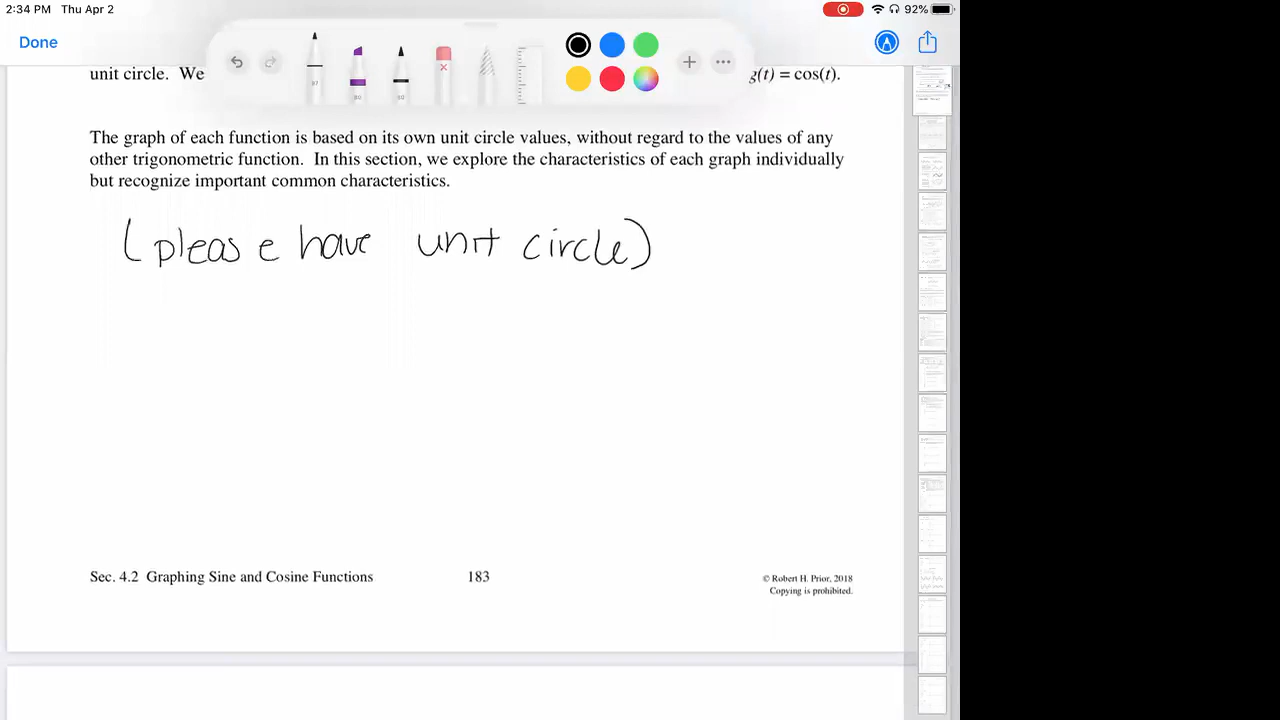 2:34 PM Thu Apr 2
92%
Done
unit circle. We
g(t) = cos(t).
The graph of each function is based on its own unit circle values, without regard to the values of any
other trigonometric function. In this section, we explore the characteristics of each graph individually
but recognize important common characteristics.
(please have unit circle)
Sec. 4.2 Graphing Sine and Cosine Functions
183
© Robert H. Prior, 2018
Copying is prohibited.